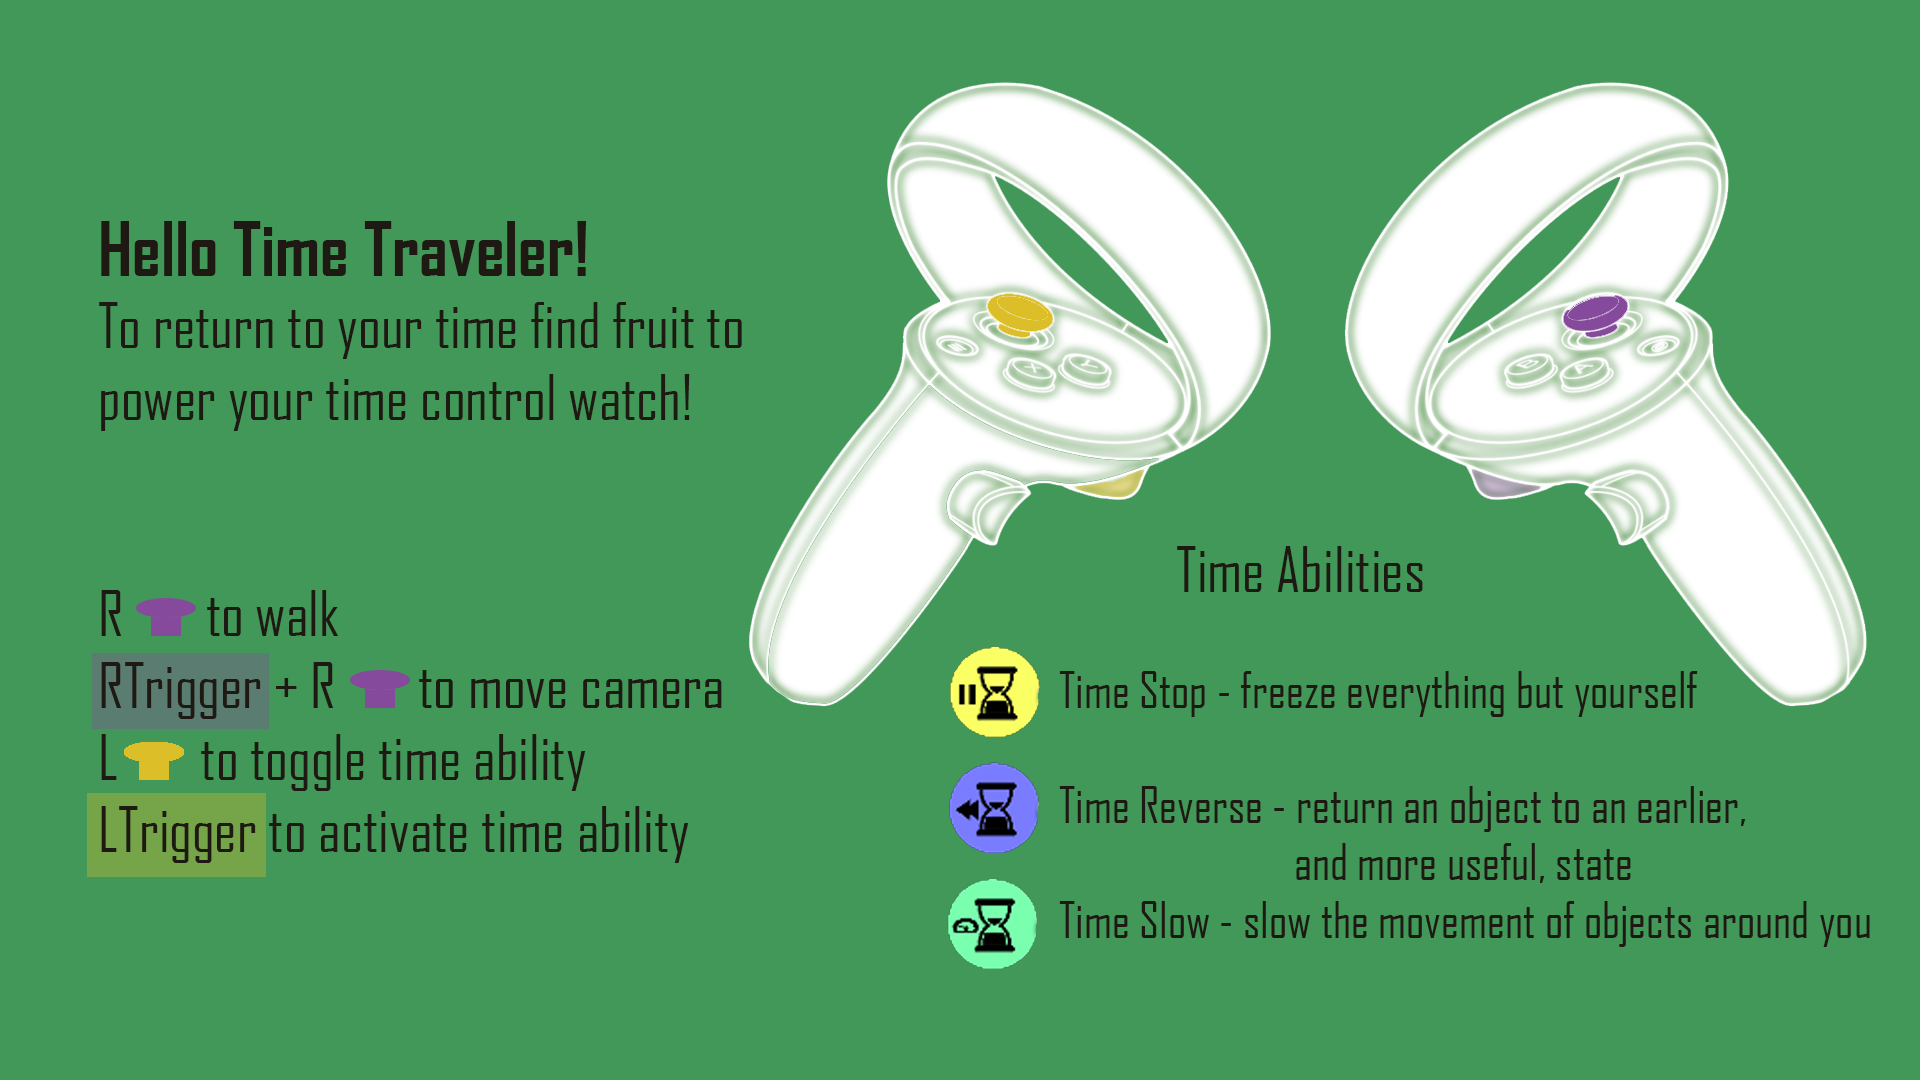 Hello Time Traveler!
To return to your time find fruit to
power your time control watch!
R to walk
RTrigger + R to move camera
L to toggle time ability
LTrigger to activate time ability
X Y
B A
Time Abilities
Time Stop - freeze everything but yourself
Time Reverse - return an object to an earlier,
and more useful, state
Time Slow - slow the movement of objects around you